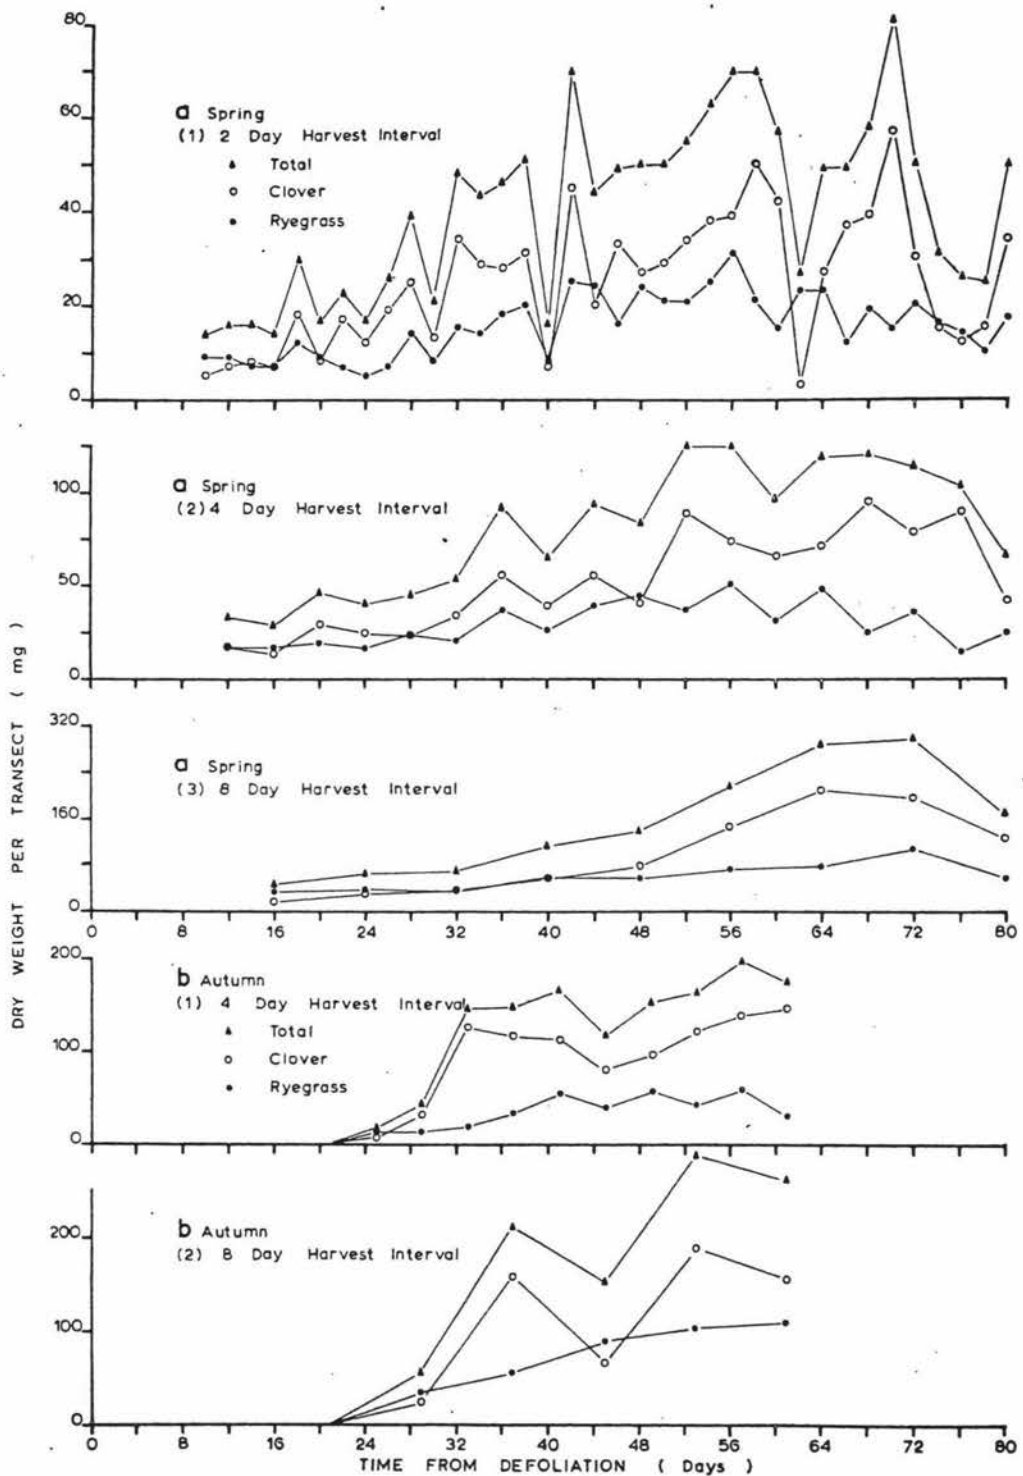 80
60
40
20
0
a Spring
(1) 2 Day Harvest Interval
Total
Clover
Ryegrass
100
50
0
a Spring
(2) 4 Day Harvest Interval
320
160
0
a Spring
(3) 8 Day Harvest Interval
0 8 16 24 32 40 48 56 64 72 80
200
100
0
b Autumn
(1) 4 Day Harvest Interval
Total
Clover
Ryegrass
200
100
0
b Autumn
(2) 8 Day Harvest Interval
0 8 16 24 32 40 48 56 64 72 80
TIME FROM DEFOLIATION ( Days )
DRY WEIGHT PER TRANSECT ( mg )